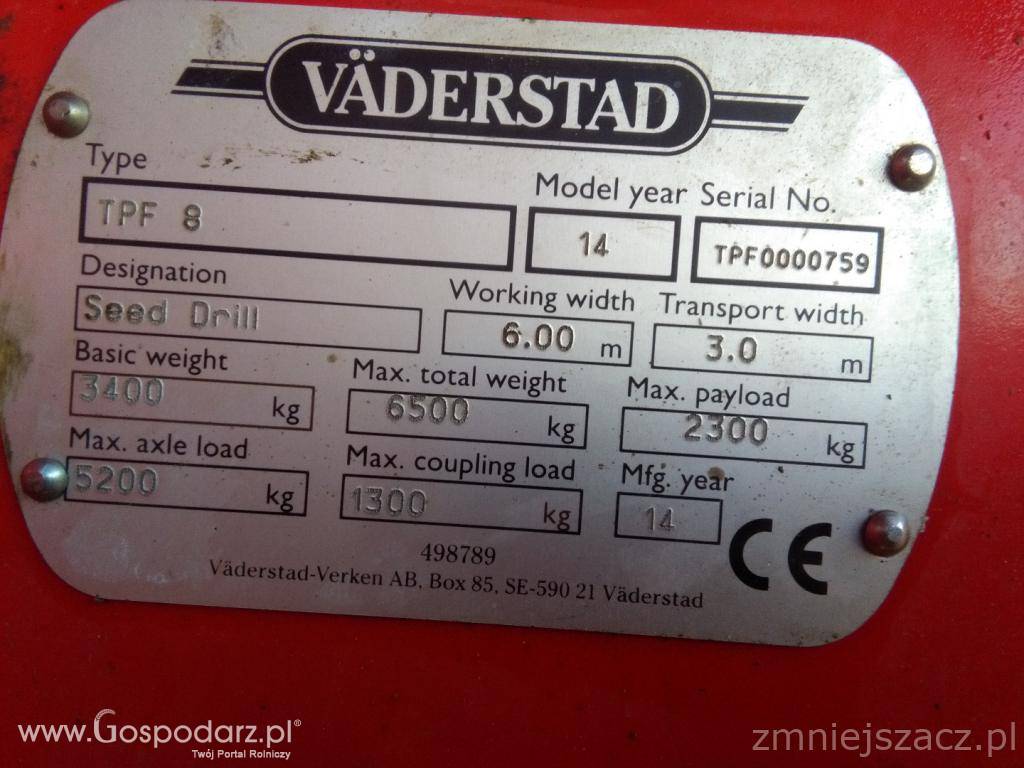 VÄDERSTAD
Type
TPF 8
Model year Serial No.
14
TPF0000759
Designation
Seed Drill
Working width
6.00 m
Transport width
3.0 m
Basic weight
3400 kg
Max. total weight
6500 kg
Max. payload
2300 kg
Max. axle load
5200 kg
Max. coupling load
1300 kg
Mfg. year
14
CE
498789
Väderstad-Verken AB, Box 85, SE-590 21 Väderstad
www.Gospodarz.pl®
Twój Portal Rolniczy
zmniejszacz.pl